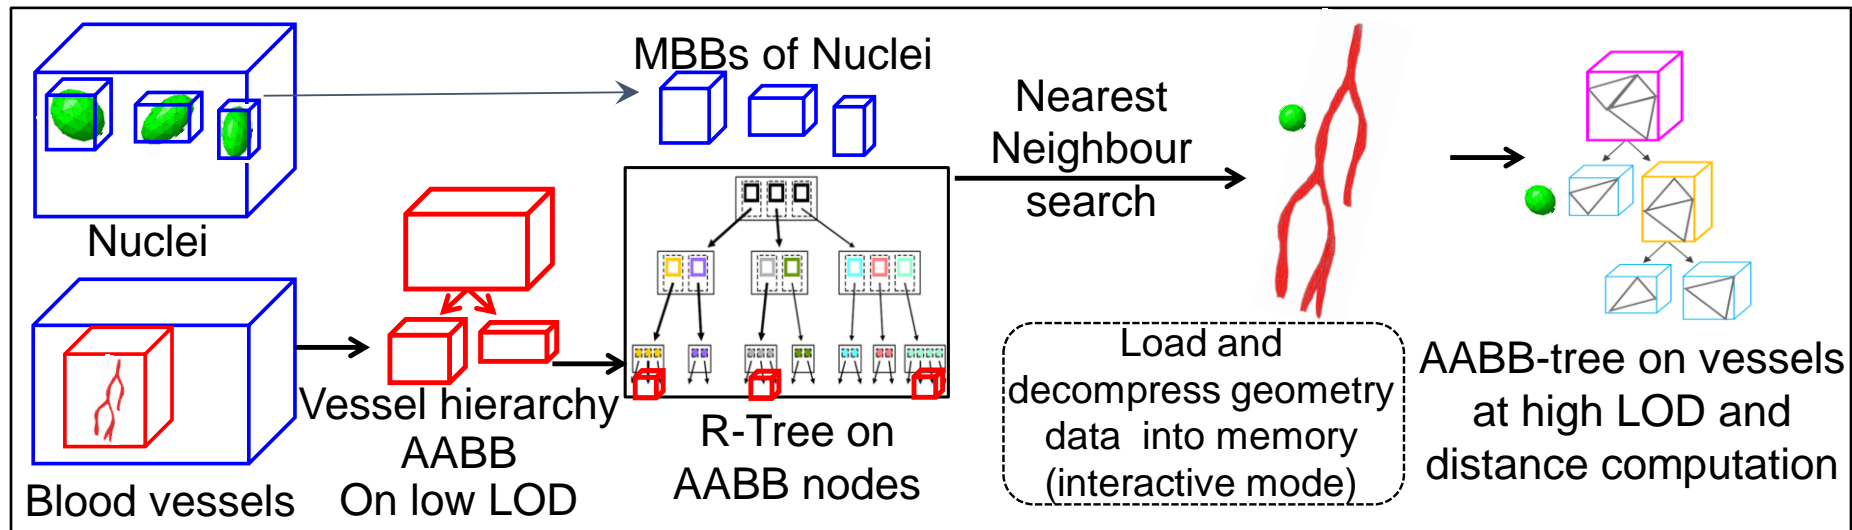 Nuclei
MBBs of Nuclei
Blood vessels
Vessel hierarchy
AABB
On low LOD
R-Tree on
AABB nodes
Nearest
Neighbour
search
Load and
decompress geometry
data into memory
(interactive mode)
AABB-tree on vessels
at high LOD and
distance computation